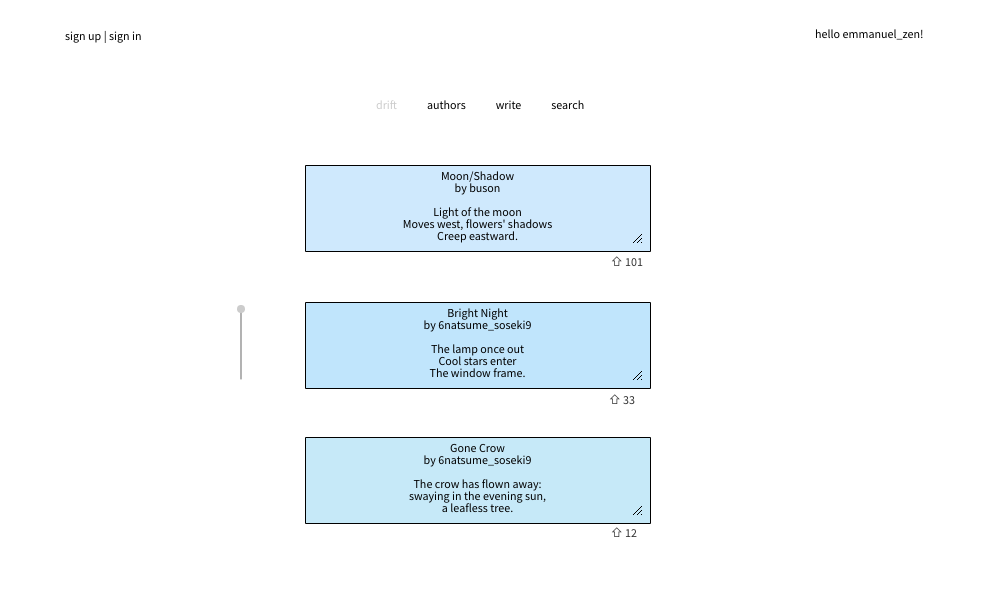 sign up | sign in
hello emmanuel_zen!
drift authors write search
Moon/Shadow
by buson
Light of the moon
Moves west, flowers' shadows
Creep eastward.
101
Bright Night
by 6natsume_soseki9
The lamp once out
Cool stars enter
The window frame.
33
Gone Crow
by 6natsume_soseki9
The crow has flown away:
swaying in the evening sun,
a leafless tree.
12